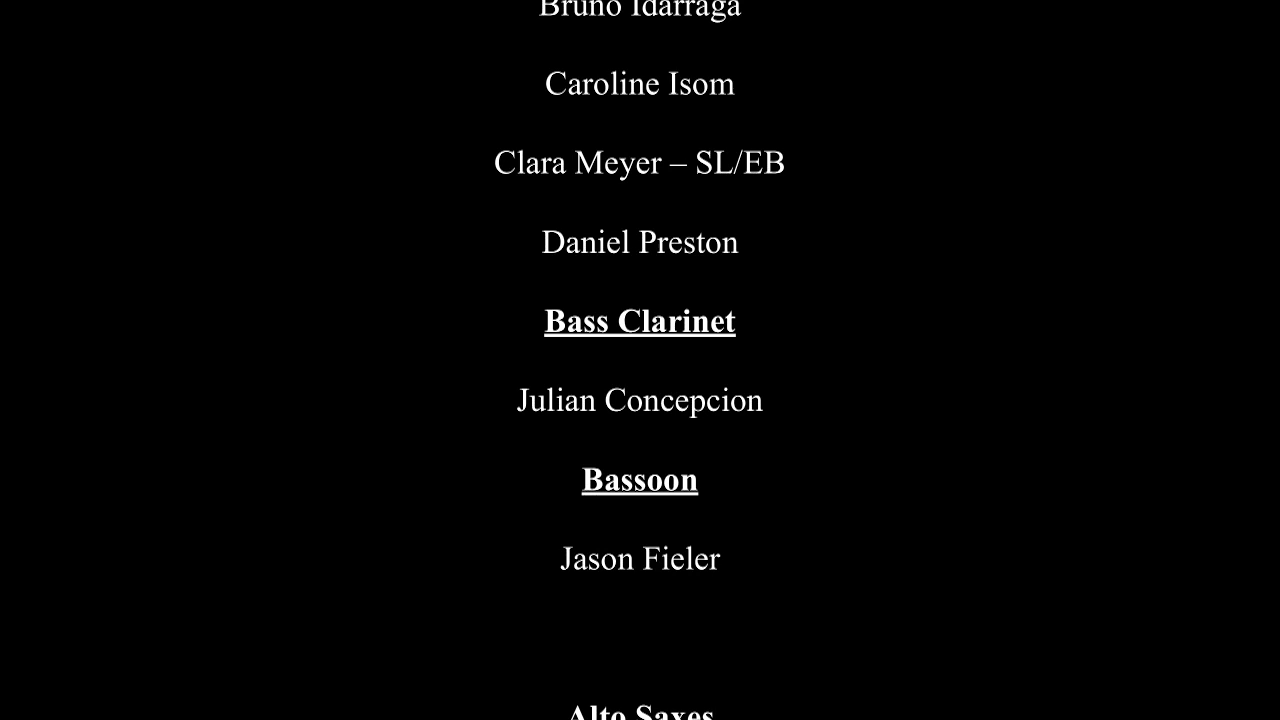 Bruno Idarraga
Caroline Isom
Clara Meyer – SL/EB
Daniel Preston
Bass Clarinet
Julian Concepcion
Bassoon
Jason Fieler
Alto Saxes